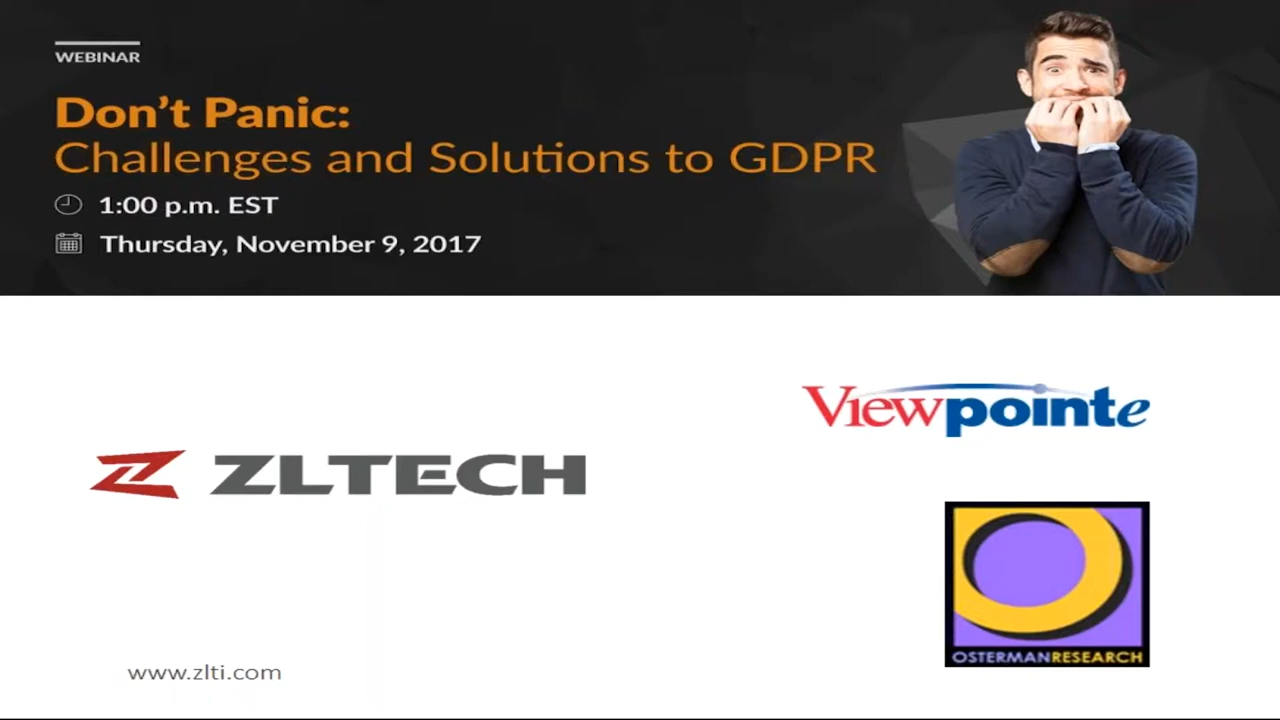 WEBINAR
Don't Panic:
Challenges and Solutions to GDPR
1:00 p.m. EST
Thursday, November 9, 2017
Viewpointe
ZLTECH
OSTERMANRESEARCH
www.zlti.com